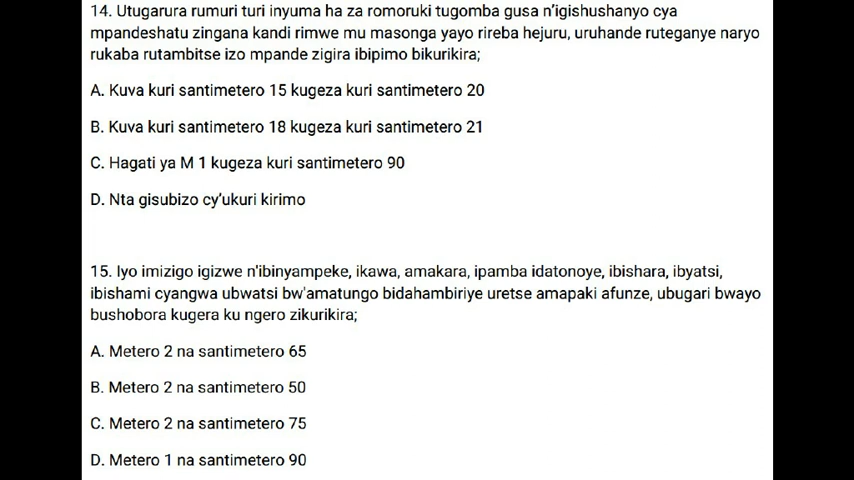 14. Utugarura rumuri turi inyuma ha za romoruki tugomba gusa n'igishushanyo cya
mpandeshatu zingana kandi rimwe mu masonga yayo rireba hejuru, uruhande ruteganye naryo
rukaba rutambitse izo mpande zigira ibipimo bikurikira;
A. Kuva kuri santimetero 15 kugeza kuri santimetero 20
B. Kuva kuri santimetero 18 kugeza kuri santimetero 21
C. Hagati ya M 1 kugeza kuri santimetero 90
D. Nta gisubizo cy'ukuri kirimo
15. Iyo imizigo igizwe n'ibinyampeke, ikawa, amakara, ipamba idatonoye, ibishara, ibyatsi,
ibishami cyangwa ubwatsi bw'amatungo bidahambiriye uretse amapaki afunze, ubugari bwayo
bushobora kugera ku ngero zikurikira;
A. Metero 2 na santimetero 65
B. Metero 2 na santimetero 50
C. Metero 2 na santimetero 75
D. Metero 1 na santimetero 90